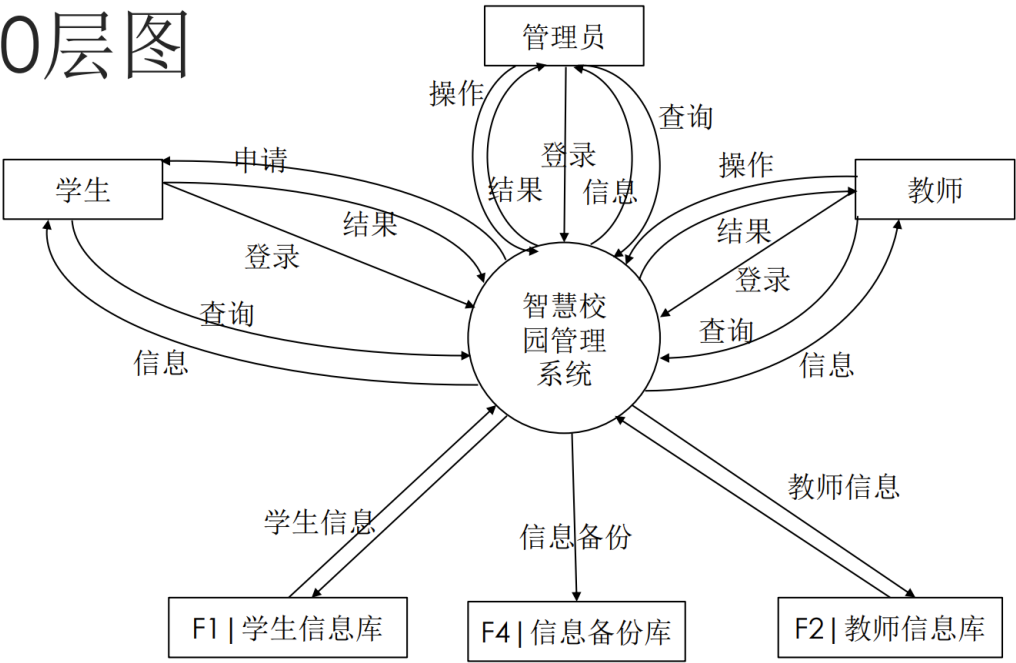 0层图
管理员
操作
查询
申请
登录
操作
学生
结果
信息
教师
结果
结果
登录
登录
智慧校
园管理
系统
查询
查询
信息
信息
教师信息
学生信息
信息备份
F1|学生信息库
F4|信息备份库
F2|教师信息库